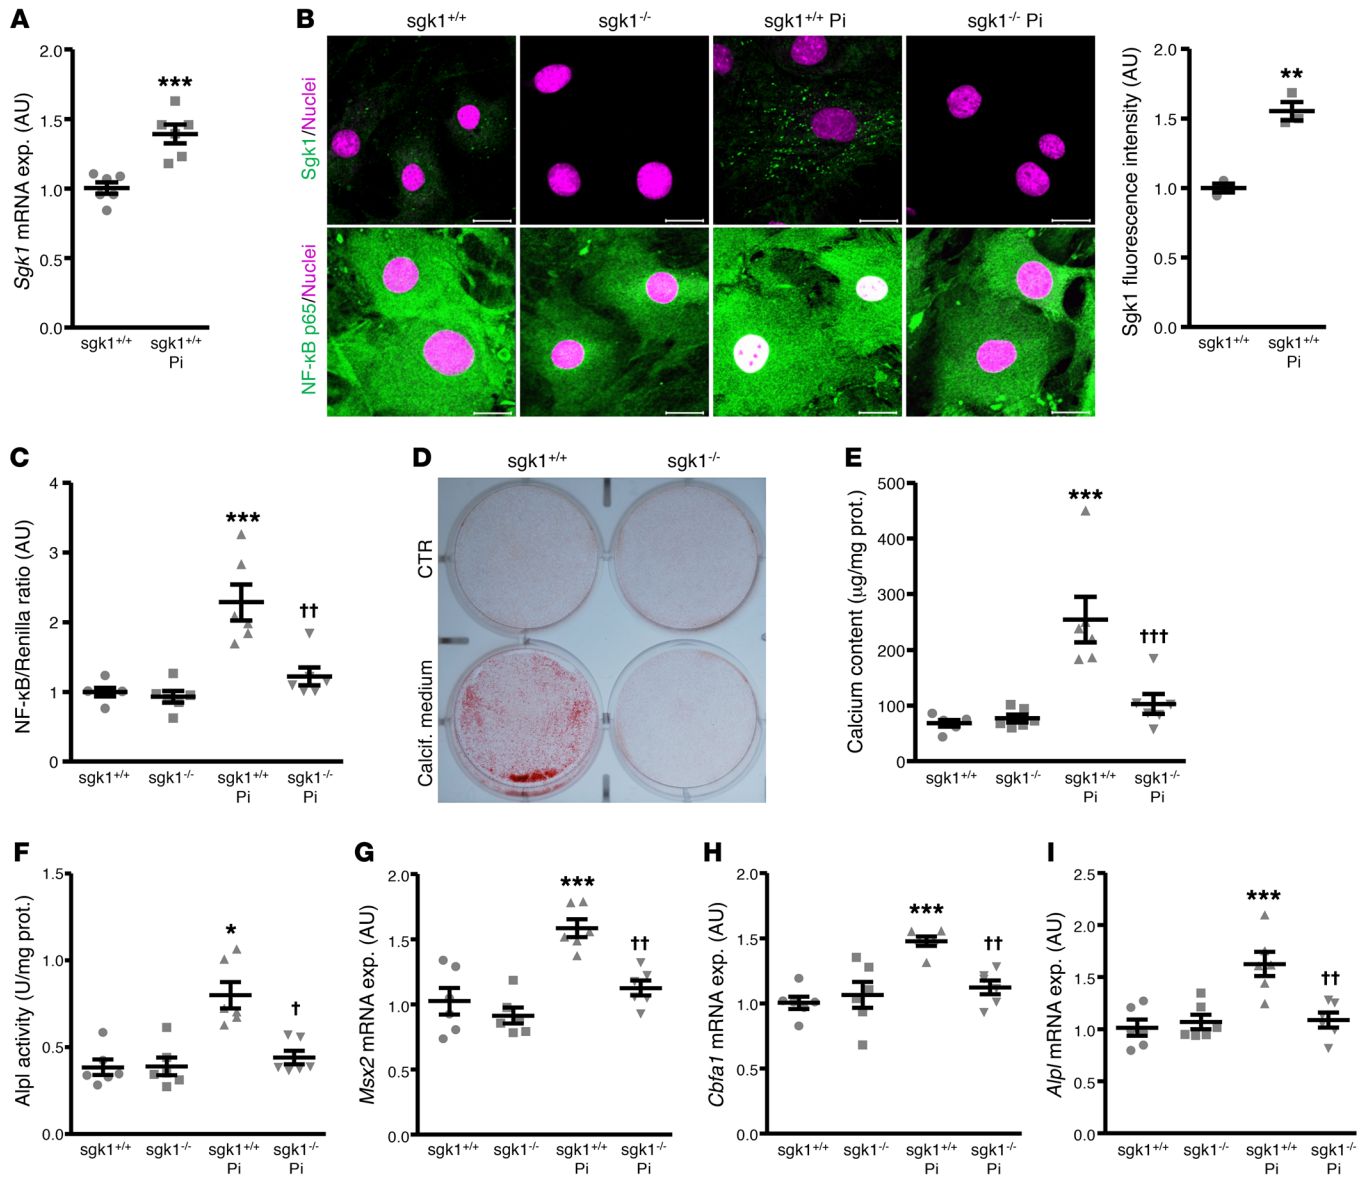 A
Sgk1 mRNA exp. (AU)
2.0
1.5
1.0
0.5
0.0
***
sgk1+/+
sgk1+/+
Pi
B
sgk1+/+
sgk1-/-
sgk1+/+ Pi
sgk1-/- Pi
Sgk1/Nuclei
NF-κB p65/Nuclei
Sgk1 fluorescence intensity (AU)
2.0
1.5
1.0
0.5
0.0
**
sgk1+/+
sgk1+/+
Pi
C
NF-κB/Renilla ratio (AU)
4
3
2
1
0
***
††
sgk1+/+
sgk1-/-
sgk1+/+
Pi
sgk1-/-
Pi
D
sgk1+/+
sgk1-/-
CTR
Calcif. medium
E
Calcium content (μg/mg prot.)
500
400
300
200
100
0
***
†††
sgk1+/+
sgk1-/-
sgk1+/+
Pi
sgk1-/-
Pi
F
Alpl activity (U/mg prot.)
1.5
1.0
0.5
0.0
*
†
sgk1+/+
sgk1-/-
sgk1+/+
Pi
sgk1-/-
Pi
G
Msx2 mRNA exp. (AU)
2.0
1.5
1.0
0.5
0.0
***
††
sgk1+/+
sgk1-/-
sgk1+/+
Pi
sgk1-/-
Pi
H
Cbfa1 mRNA exp. (AU)
2.0
1.5
1.0
0.5
0.0
***
††
sgk1+/+
sgk1-/-
sgk1+/+
Pi
sgk1-/-
Pi
I
Alpl mRNA exp. (AU)
2.5
2.0
1.5
1.0
0.5
0.0
***
††
sgk1+/+
sgk1-/-
sgk1+/+
Pi
sgk1-/-
Pi